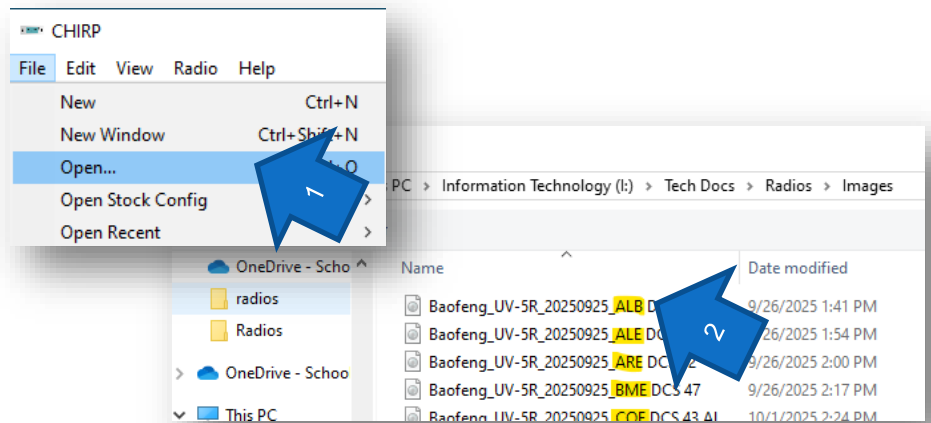 CHIRP
File Edit View Radio Help
New Ctrl+N
New Window Ctrl+Shift+N
Open...
Open Stock Config >
Open Recent >
1
PC > Information Technology (I:) > Tech Docs > Radios > Images
OneDrive - Scho
radios
Radios
OneDrive - Schoo
This PC
Name Date modified
Baofeng_UV-5R_20250925_ALB 9/26/2025 1:41 PM
Baofeng_UV-5R_20250925_ALE DC 1:54 PM
Baofeng_UV-5R_20250925_ARE DCS 9/26/2025 2:00 PM
Baofeng_UV-5R_20250925_BME DCS 47 9/26/2025 2:17 PM
Baofeng_UV-5R_20250925_COE DCS 43 AL 10/1/2025 2:24 PM
2